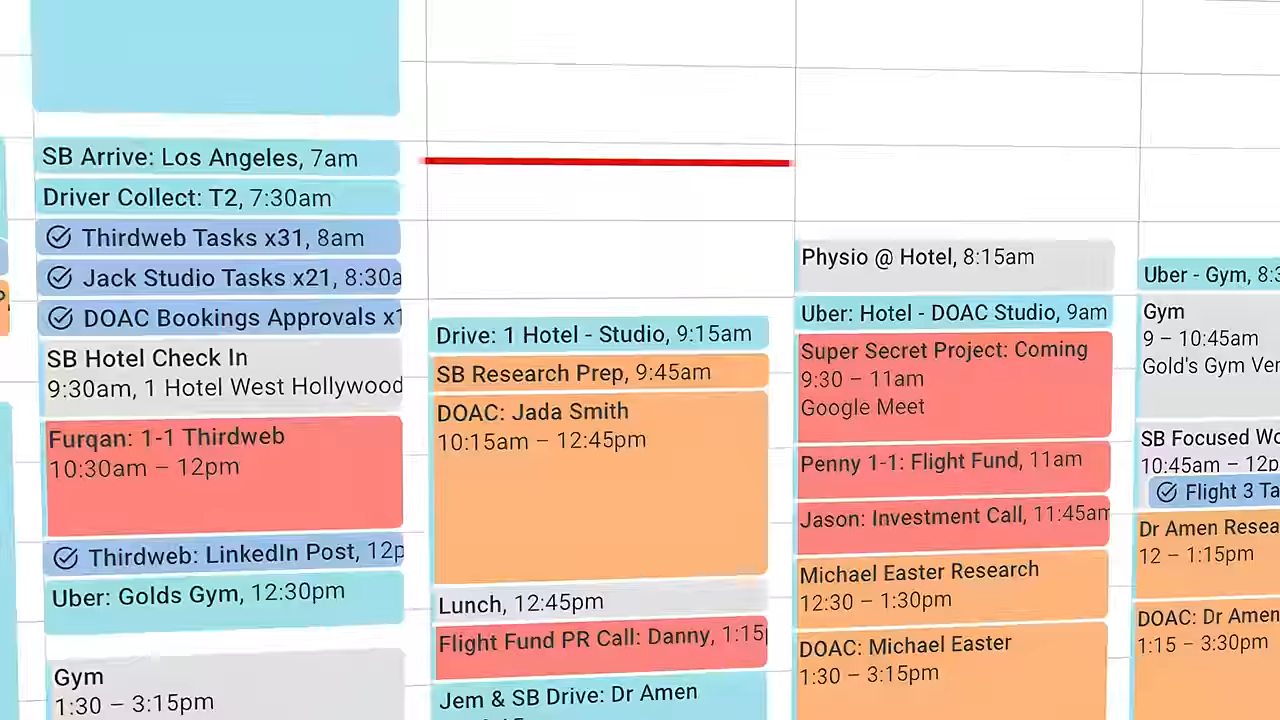 SB Arrive: Los Angeles, 7am
Driver Collect: T2, 7:30am
Thirdweb Tasks x31, 8am
Jack Studio Tasks x21, 8:30a
DOAC Bookings Approvals x1
SB Hotel Check In
9:30am, 1 Hotel West Hollywood
Furqan: 1-1 Thirdweb
10:30am – 12pm
Thirdweb: LinkedIn Post, 12p
Uber: Golds Gym, 12:30pm
Gym
1:30 – 3:15pm
Drive: 1 Hotel - Studio, 9:15am
SB Research Prep, 9:45am
DOAC: Jada Smith
10:15am – 12:45pm
Lunch, 12:45pm
Flight Fund PR Call: Danny, 1:15p
Jem & SB Drive: Dr Amen
Physio @ Hotel, 8:15am
Uber: Hotel - DOAC Studio, 9am
Super Secret Project: Coming
9:30 – 11am
Google Meet
Penny 1-1: Flight Fund, 11am
Jason: Investment Call, 11:45am
Michael Easter Research
12:30 – 1:30pm
DOAC: Michael Easter
1:30 – 3:15pm
Uber - Gym, 8:3
Gym
9 – 10:45am
Gold's Gym Ven
SB Focused Wo
10:45am – 12p
Flight 3 Ta
Dr Amen Resea
12 – 1:15pm
DOAC: Dr Amen
1:15 – 3:30pm